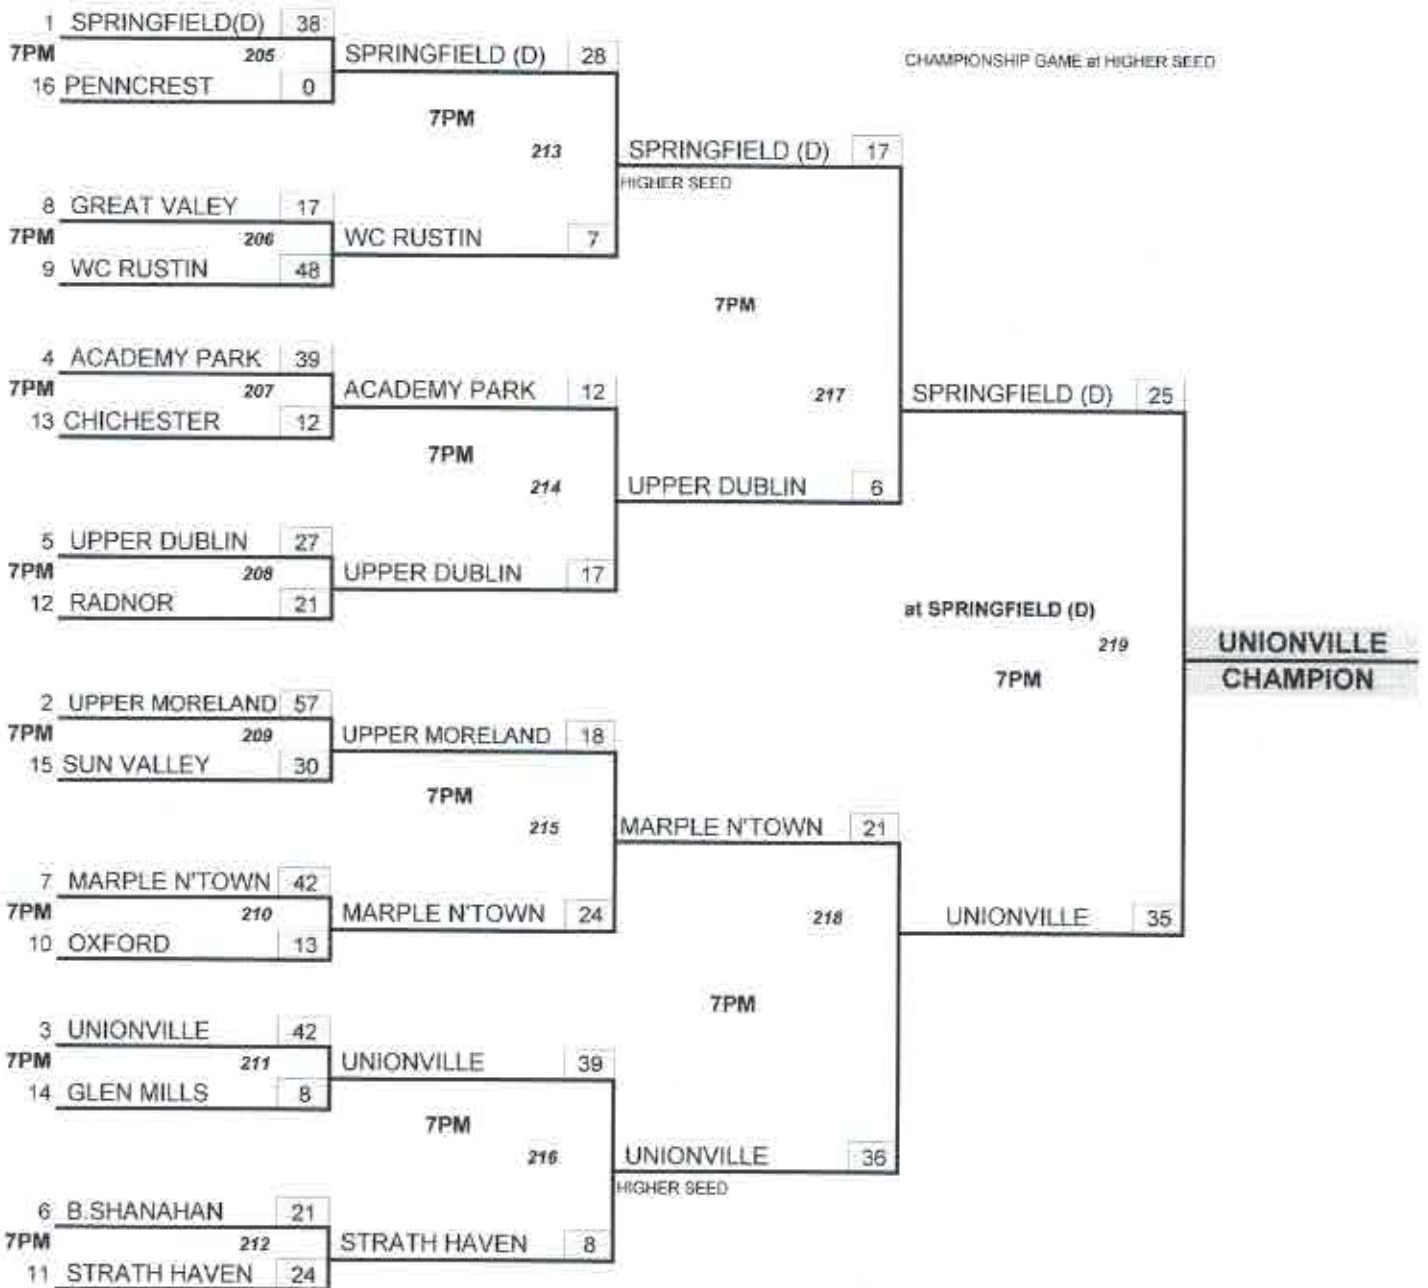 1 SPRINGFIELD(D) 38
7PM 205 SPRINGFIELD (D) 28
CHAMPIONSHIP GAME at HIGHER SEED
16 PENNCREST 0
7PM
213 SPRINGFIELD (D) 17
HIGHER SEED
8 GREAT VALEY 17
7PM 206 WC RUSTIN 7
9 WC RUSTIN 48
7PM
4 ACADEMY PARK 39
7PM 207 ACADEMY PARK 12
217 SPRINGFIELD (D) 25
13 CHICHESTER 12
7PM
214 UPPER DUBLIN 6
5 UPPER DUBLIN 27
7PM 208 UPPER DUBLIN 17
12 RADNOR 21
at SPRINGFIELD (D)
219 UNIONVILLE
7PM CHAMPION
2 UPPER MORELAND 57
7PM 209 UPPER MORELAND 18
15 SUN VALLEY 30
7PM
215 MARPLE N'TOWN 21
7 MARPLE N'TOWN 42
7PM 210 MARPLE N'TOWN 24
218 UNIONVILLE 35
10 OXFORD 13
7PM
3 UNIONVILLE 42
7PM 211 UNIONVILLE 39
14 GLEN MILLS 8
7PM
216 UNIONVILLE 36
HIGHER SEED
6 B.SHANAHAN 21
7PM 212 STRATH HAVEN 8
11 STRATH HAVEN 24